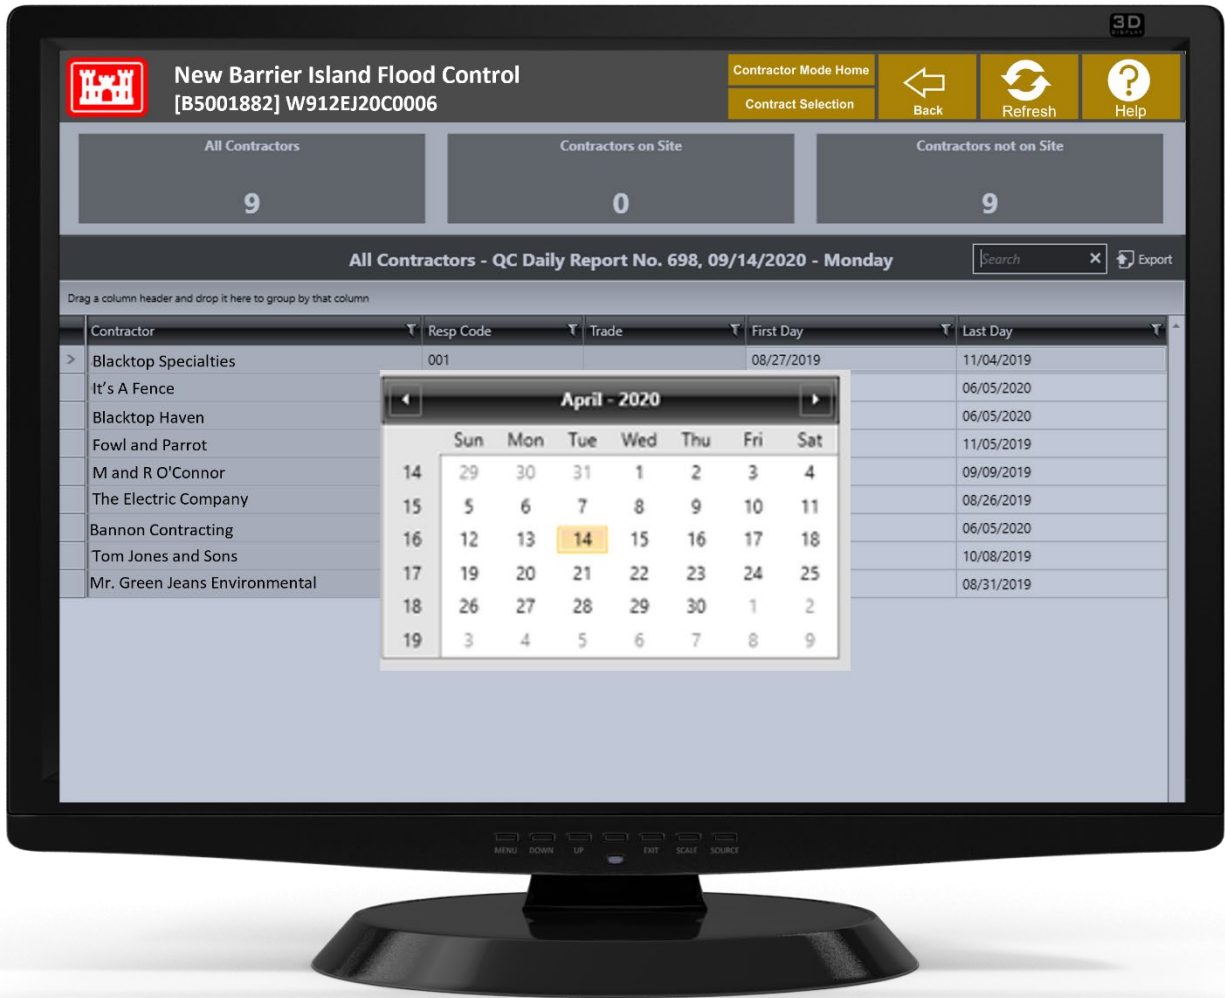 3D
DISPLAY
New Barrier Island Flood Control
[B5001882] W912EJ20C0006
Contractor Mode Home
Contract Selection
Back
Refresh
Help
All Contractors
9
Contractors on Site
0
Contractors not on Site
9
All Contractors - QC Daily Report No. 698, 09/14/2020 - Monday
Search
Export
Drag a column header and drop it here to group by that column
Contractor Resp Code Trade First Day Last Day
Blacktop Specialties 001 08/27/2019 11/04/2019
It's A Fence 06/05/2020
Blacktop Haven 06/05/2020
Fowl and Parrot 11/05/2019
M and R O'Connor 09/09/2019
The Electric Company 08/26/2019
Bannon Contracting 06/05/2020
Tom Jones and Sons 10/08/2019
Mr. Green Jeans Environmental 08/31/2019
April - 2020
Sun Mon Tue Wed Thu Fri Sat
14 29 30 31 1 2 3 4
15 5 6 7 8 9 10 11
16 12 13 14 15 16 17 18
17 19 20 21 22 23 24 25
18 26 27 28 29 30 1 2
19 3 4 5 6 7 8 9
MENU DOWN UP EXIT SCALE SOURCE